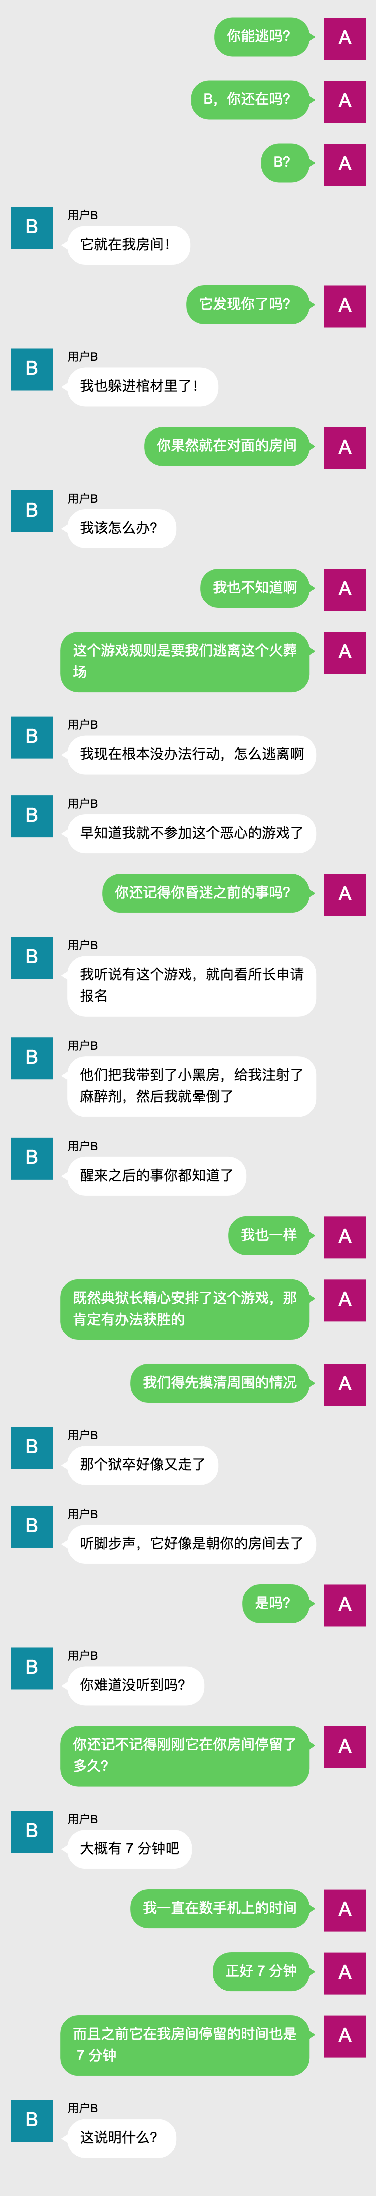 你能逃吗？
A
B，你还在吗？
A
B？
A
B
用户B
它就在我房间！
它发现你了吗？
A
B
用户B
我也躲进棺材里了！
你果然就在对面的房间
A
B
用户B
我该怎么办？
我也不知道啊
A
这个游戏规则是要我们逃离这个火葬
场
A
B
用户B
我现在根本没办法行动，怎么逃离啊
B
用户B
早知道我就不参加这个恶心的游戏了
你还记得你昏迷之前的事吗？
A
B
用户B
我听说有这个游戏，就向看所长申请
报名
B
用户B
他们把我带到了小黑房，给我注射了
麻醉剂，然后我就晕倒了
B
用户B
醒来之后的事你都知道了
我也一样
A
既然典狱长精心安排了这个游戏，那
肯定有办法获胜的
A
我们得先摸清周围的情况
A
B
用户B
那个狱卒好像又走了
B
用户B
听脚步声，它好像是朝你的房间去了
是吗？
A
B
用户B
你难道没听到吗？
你还记不记得刚刚它在你房间停留了
多久？
A
B
用户B
大概有 7 分钟吧
我一直在数手机上的时间
A
正好 7 分钟
A
而且之前它在我房间停留的时间也是
7 分钟
A
B
用户B
这说明什么？